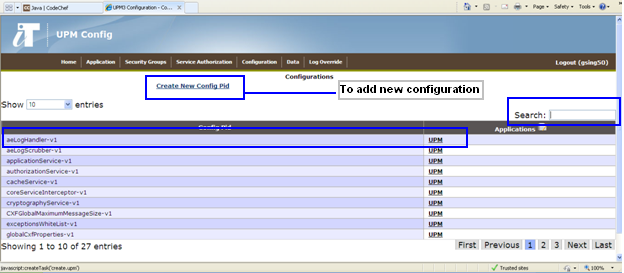 Java | CodeChef
UPM3 Configuration - Co...
Page
Safety
Tools
iT UPM Config
Home Application Security Groups Service Authorization Configuration Data Log Override Logout (gsing50)
Configurations
Create New Config Pid
To add new configuration
Show 10 entries
Search:
Config Pid Applications
aeLogHandler-v1 UPM
aeLogScrubber-v1 UPM
applicationService-v1 UPM
authorizationService-v1 UPM
cacheService-v1 UPM
coreServiceInterceptor-v1 UPM
cryptographyService-v1 UPM
CXFGlobalMaximumMessageSize-v1 UPM
exceptionsWhiteList-v1 UPM
globalCxfProperties-v1 UPM
Showing 1 to 10 of 27 entries
First Previous 1 2 3 Next Last
javascript:createTask('create.upm')
Trusted sites
100%